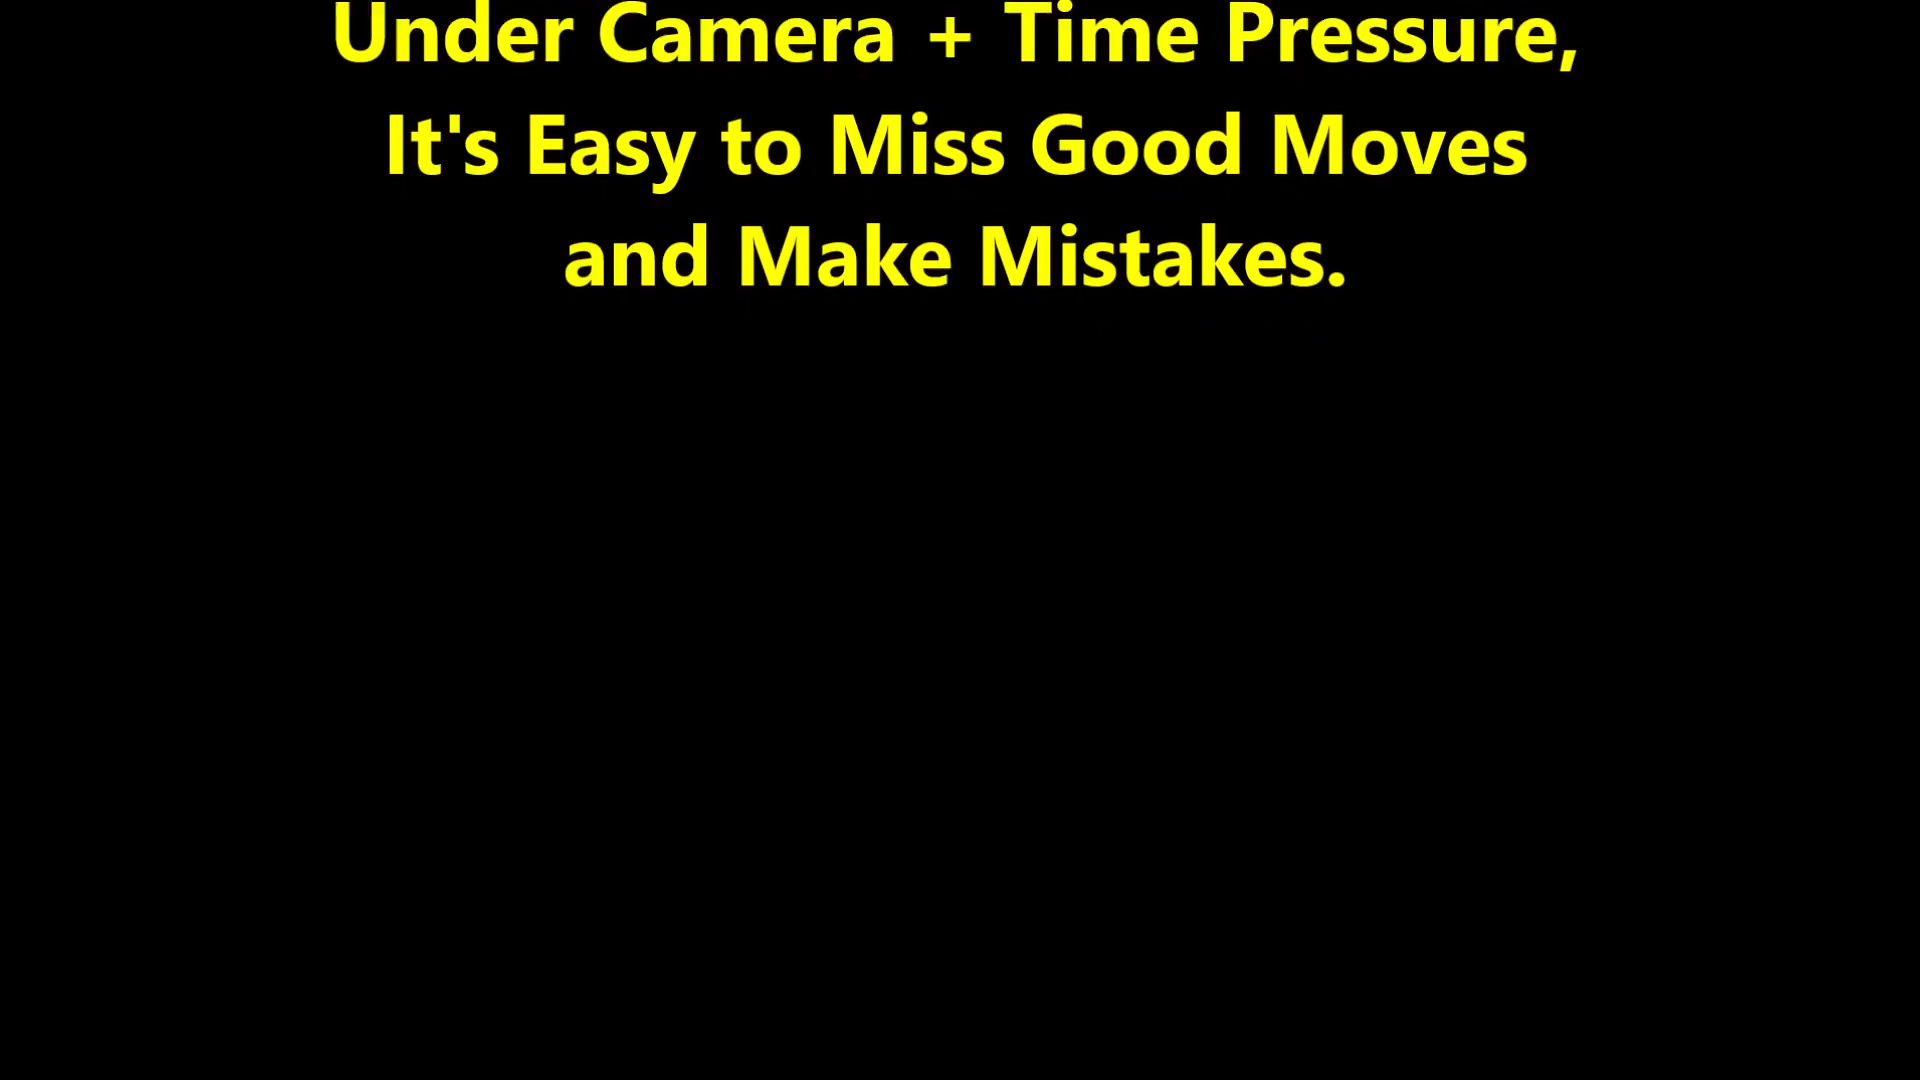 Under Camera + Time Pressure,
It's Easy to Miss Good Moves
and Make Mistakes.